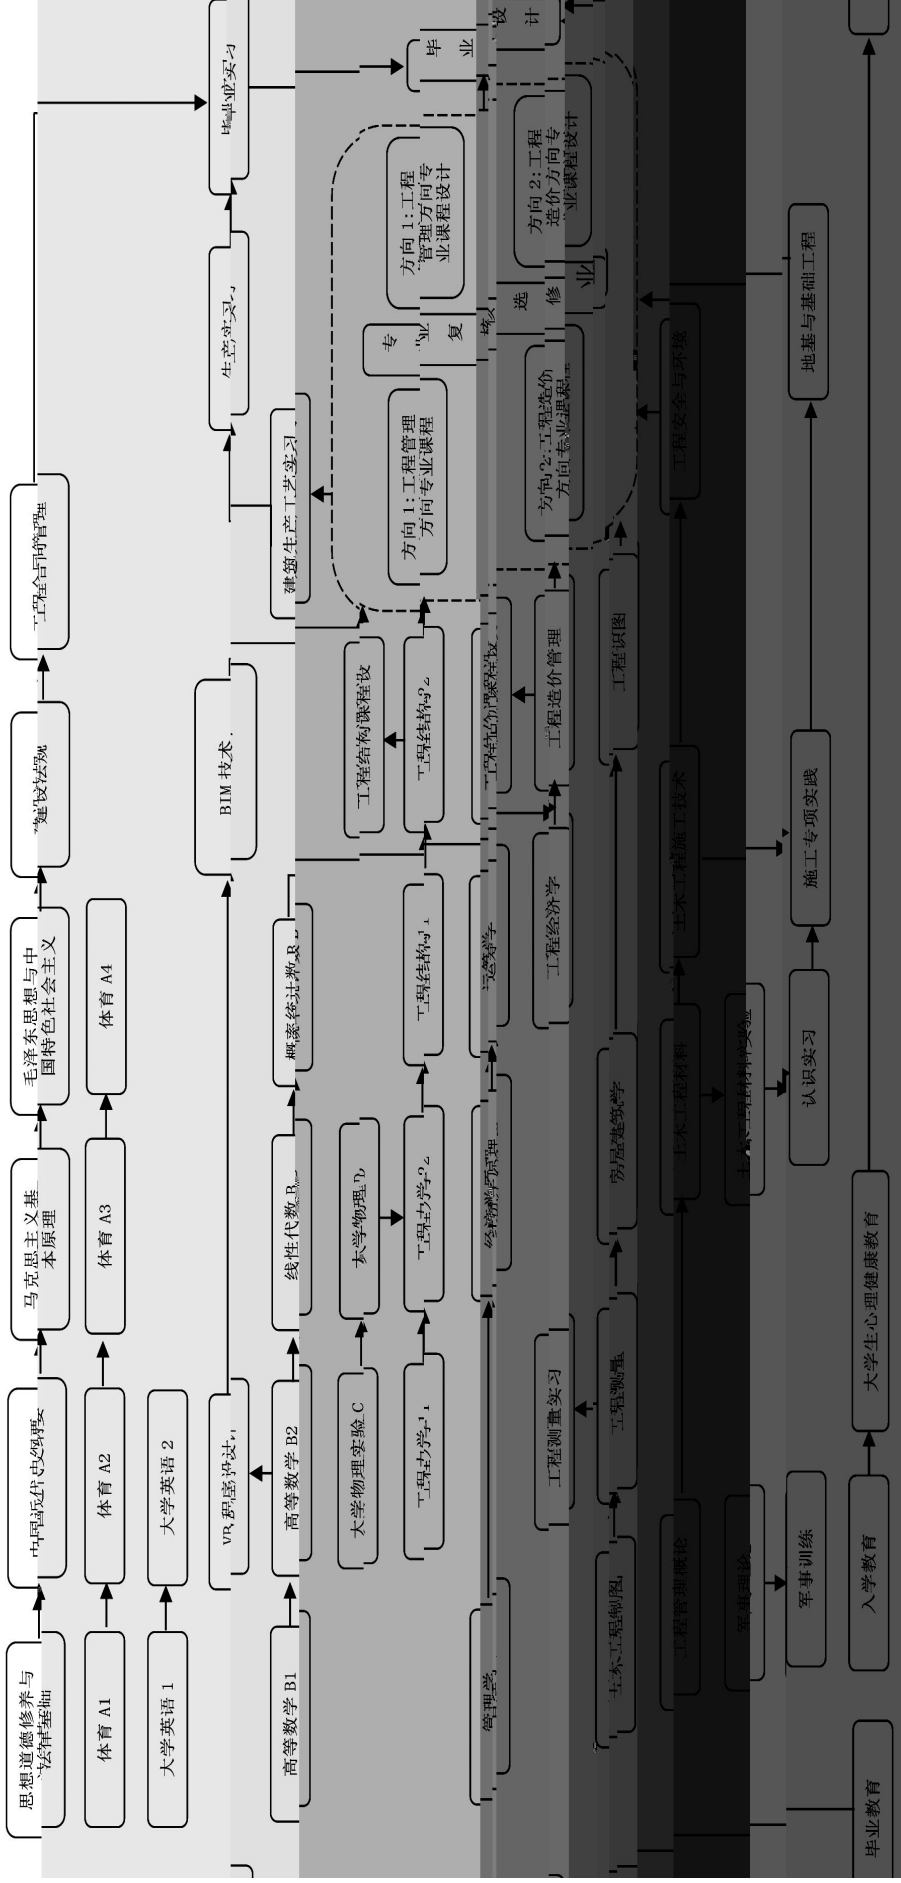 思想道德修养与
法律基础
中国近代史纲要
马克思主义基
本原理
毛泽东思想与中
国特色社会主义
建设法规
工程合同管理
体育 A1
体育 A2
体育 A3
体育 A4
大学英语 1
大学英语 2
VB 程序设计
BIM 技术
生产实习
毕业实习
高等数学 B1
高等数学 B2
线性代数 B
概率统计数 B
建筑生产工艺实习
大学物理实验 C
大学物理 D
工程结构课程设
工程力学 1
工程力学 2
工程结构 1
工程结构 2
方向 1:工程管理
方向专业课程
方向 1:工程
管理方向专
业课程设计
毕业
设计
专业
复
选修
业
管理学
经济学原理
运筹学
工程测量实习
工程经济学
工程造价管理
方向 2:工程造价
方向专业课程
方向 2:工程
造价方向专
业课程设计
土木工程制图
工程测量
房屋建筑学
工程识图
工程管理概论
土木工程材料
土木工程施工技术
工程安全与环境
军事理论
土木工程材料实验
军事训练
认识实习
施工专项实践
地基与基础工程
毕业教育
入学教育
大学生心理健康教育